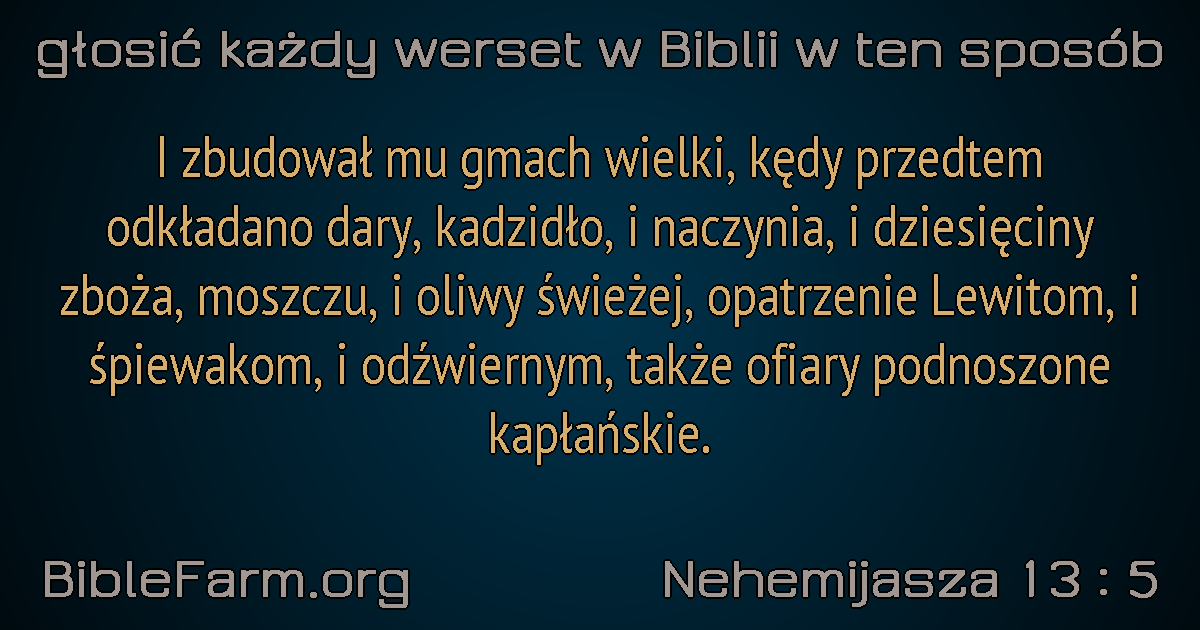 głosić każdy werset w Biblii w ten sposób
I zbudował mu gmach wielki, kędy przedtem
odkładano dary, kadzidło, i naczynia, i dziesięciny
zboża, moszczu, i oliwy świeżej, opatrzenie Lewitom, i
śpiewakom, i odźwiernym, także ofiary podnoszone
kapłańskie.
BibleFarm.org
Nehemijasza 13 : 5